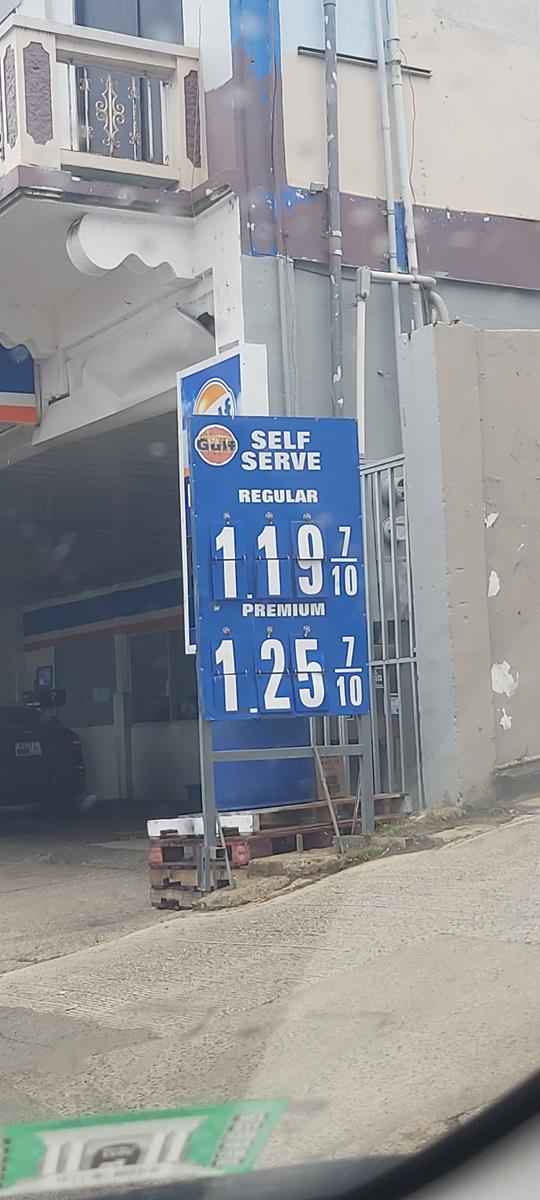 Gulf
SELF
SERVE
REGULAR
1.19 7/10
PREMIUM
1.25 7/10